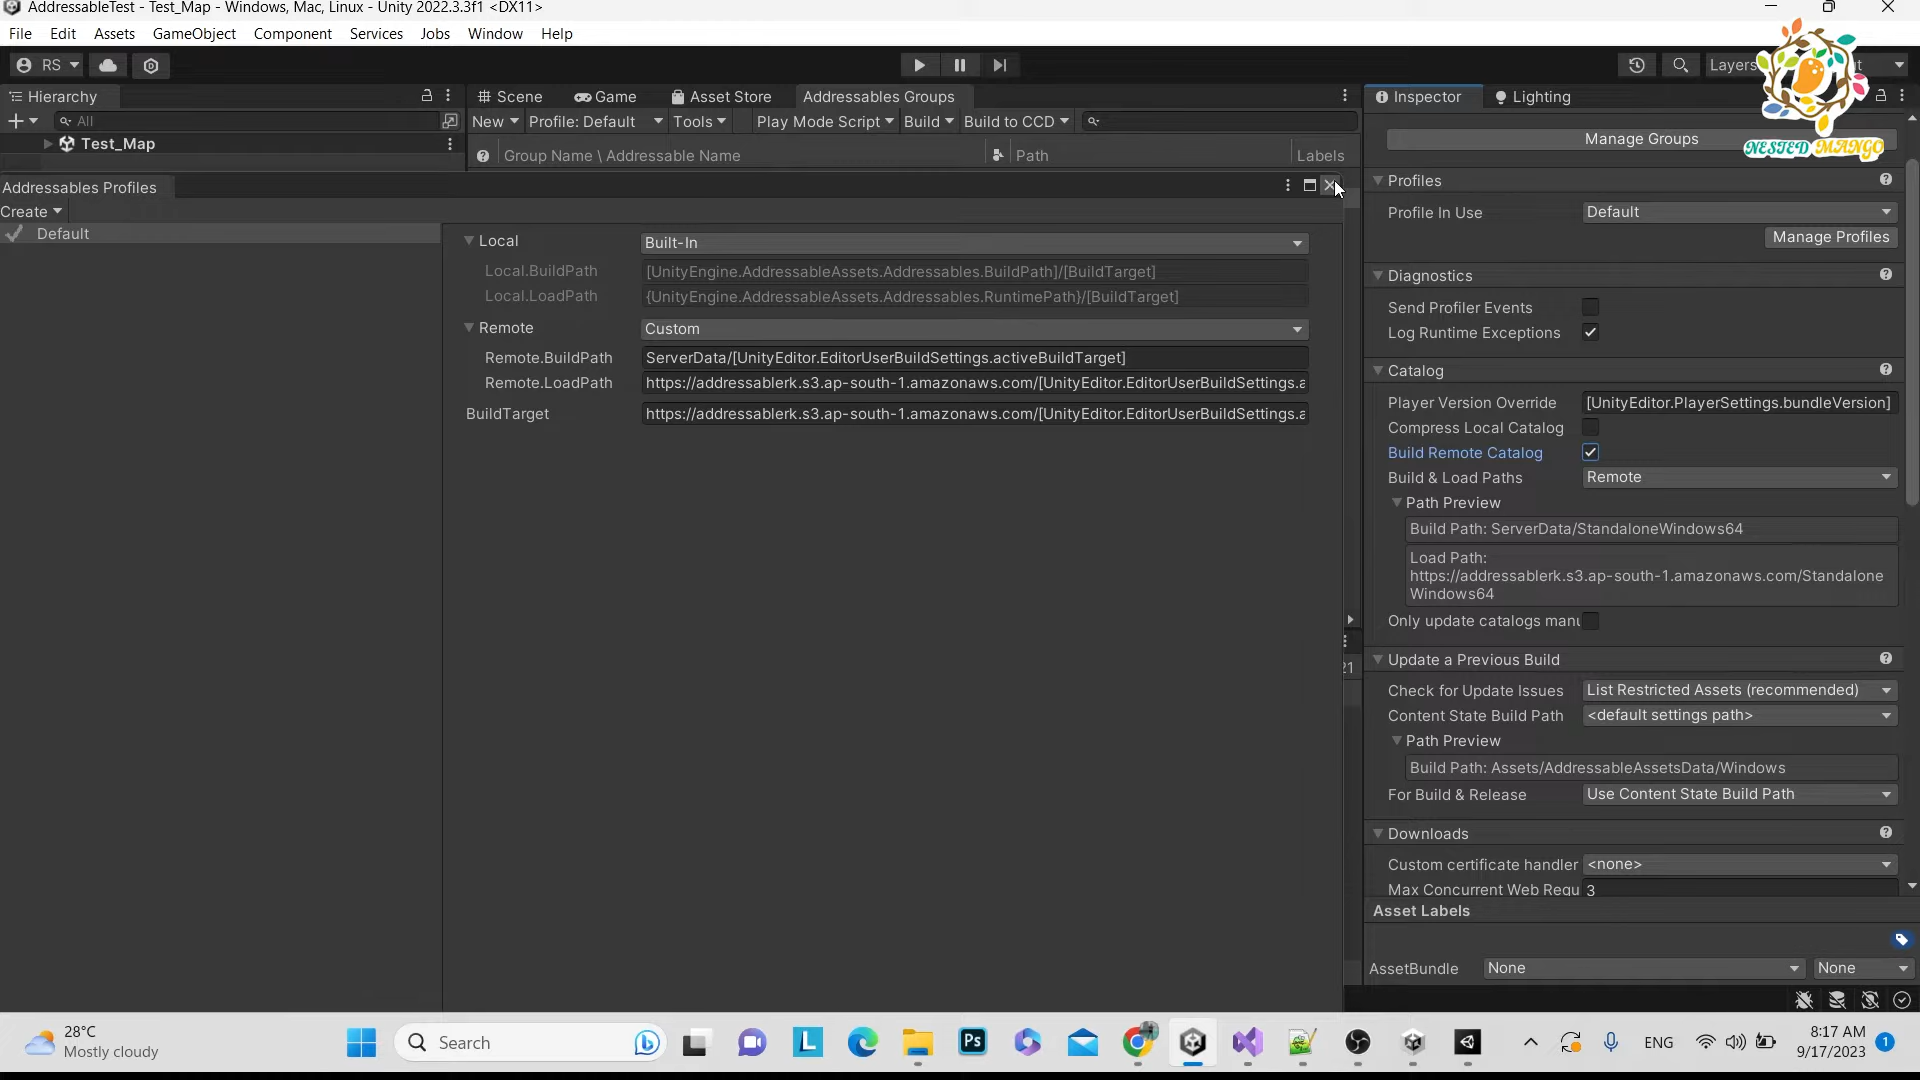 AddressableTest - Test_Map - Windows, Mac, Linux - Unity 2022.3.3f1 <DX11>
File Edit Assets GameObject Component Services Jobs Window Help
RS
Layers
Hierarchy
All
Test_Map
Scene Game Asset Store Addressables Groups
New Profile: Default Tools Play Mode Script Build Build to CCD
Group Name \ Addressable Name Path Labels
Addressables Profiles
Create
Default
Local Built-In
Local.BuildPath [UnityEngine.AddressableAssets.Addressables.BuildPath]/[BuildTarget]
Local.LoadPath {UnityEngine.AddressableAssets.Addressables.RuntimePath}/[BuildTarget]
Remote Custom
Remote.BuildPath ServerData/[UnityEditor.EditorUserBuildSettings.activeBuildTarget]
Remote.LoadPath https://addressablerk.s3.ap-south-1.amazonaws.com/[UnityEditor.EditorUserBuildSettings.a
BuildTarget https://addressablerk.s3.ap-south-1.amazonaws.com/[UnityEditor.EditorUserBuildSettings.a
21
Inspector Lighting
NESTED MANGO
Manage Groups
Profiles
Profile In Use Default
Manage Profiles
Diagnostics
Send Profiler Events
Log Runtime Exceptions
Catalog
Player Version Override [UnityEditor.PlayerSettings.bundleVersion]
Compress Local Catalog
Build Remote Catalog
Build & Load Paths Remote
Path Preview
Build Path: ServerData/StandaloneWindows64
Load Path:
https://addressablerk.s3.ap-south-1.amazonaws.com/Standalone
Windows64
Only update catalogs manu
Update a Previous Build
Check for Update Issues List Restricted Assets (recommended)
Content State Build Path <default settings path>
Path Preview
Build Path: Assets/AddressableAssetsData/Windows
For Build & Release Use Content State Build Path
Downloads
Custom certificate handler <none>
Max Concurrent Web Requ 3
Asset Labels
AssetBundle None None
28°C
Mostly cloudy
Search
Ps
ENG
8:17 AM
9/17/2023
1